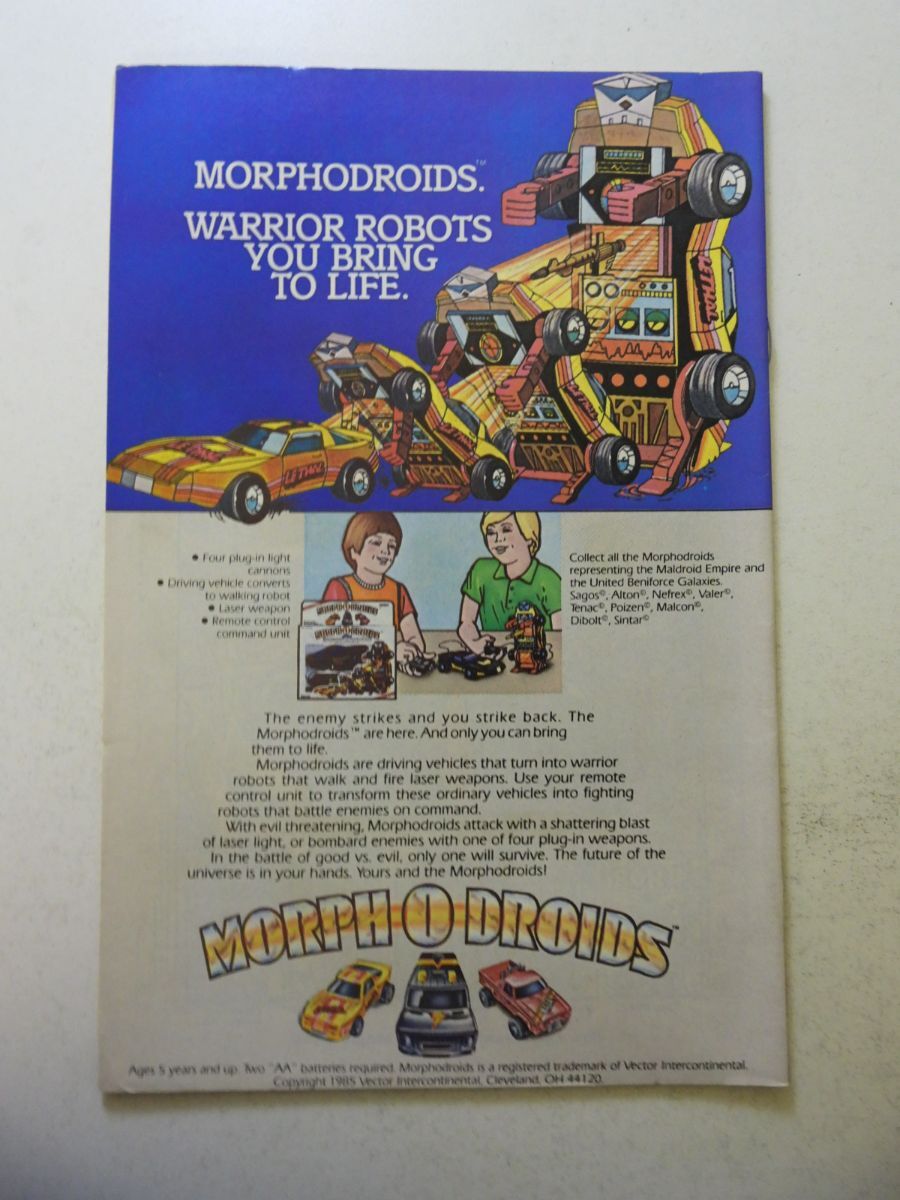 MORPHODROIDS.™
WARRIOR ROBOTS
YOU BRING
TO LIFE.
LETHAL
LETHAL
LETHAL
• Four plug-in light
cannons
• Driving vehicle converts
to walking robot
• Laser weapon
• Remote control
command unit
MORPH-O-DROIDS
MORPH-O-DROIDS
Collect all the Morphodroids
representing the Maldroid Empire and
the United Beniforce Galaxies.
Sagos©, Alton©, Nefrex©, Valer©,
Tenac©, Poizen©, Malcon©,
Dibolt©, Sintar©
The enemy strikes and you strike back. The
Morphodroids™ are here. And only you can bring
them to life.
Morphodroids are driving vehicles that turn into warrior
robots that walk and fire laser weapons. Use your remote
control unit to transform these ordinary vehicles into fighting
robots that battle enemies on command.
With evil threatening, Morphodroids attack with a shattering blast
of laser light, or bombard enemies with one of four plug-in weapons.
In the battle of good vs. evil, only one will survive. The future of the
universe is in your hands. Yours and the Morphodroids!
MORPH O DROIDS™
Ages 5 years and up. Two "AA" batteries required. Morphodroids is a registered trademark of Vector Intercontinental.
Copyright 1985 Vector Intercontinental, Cleveland, OH 44120